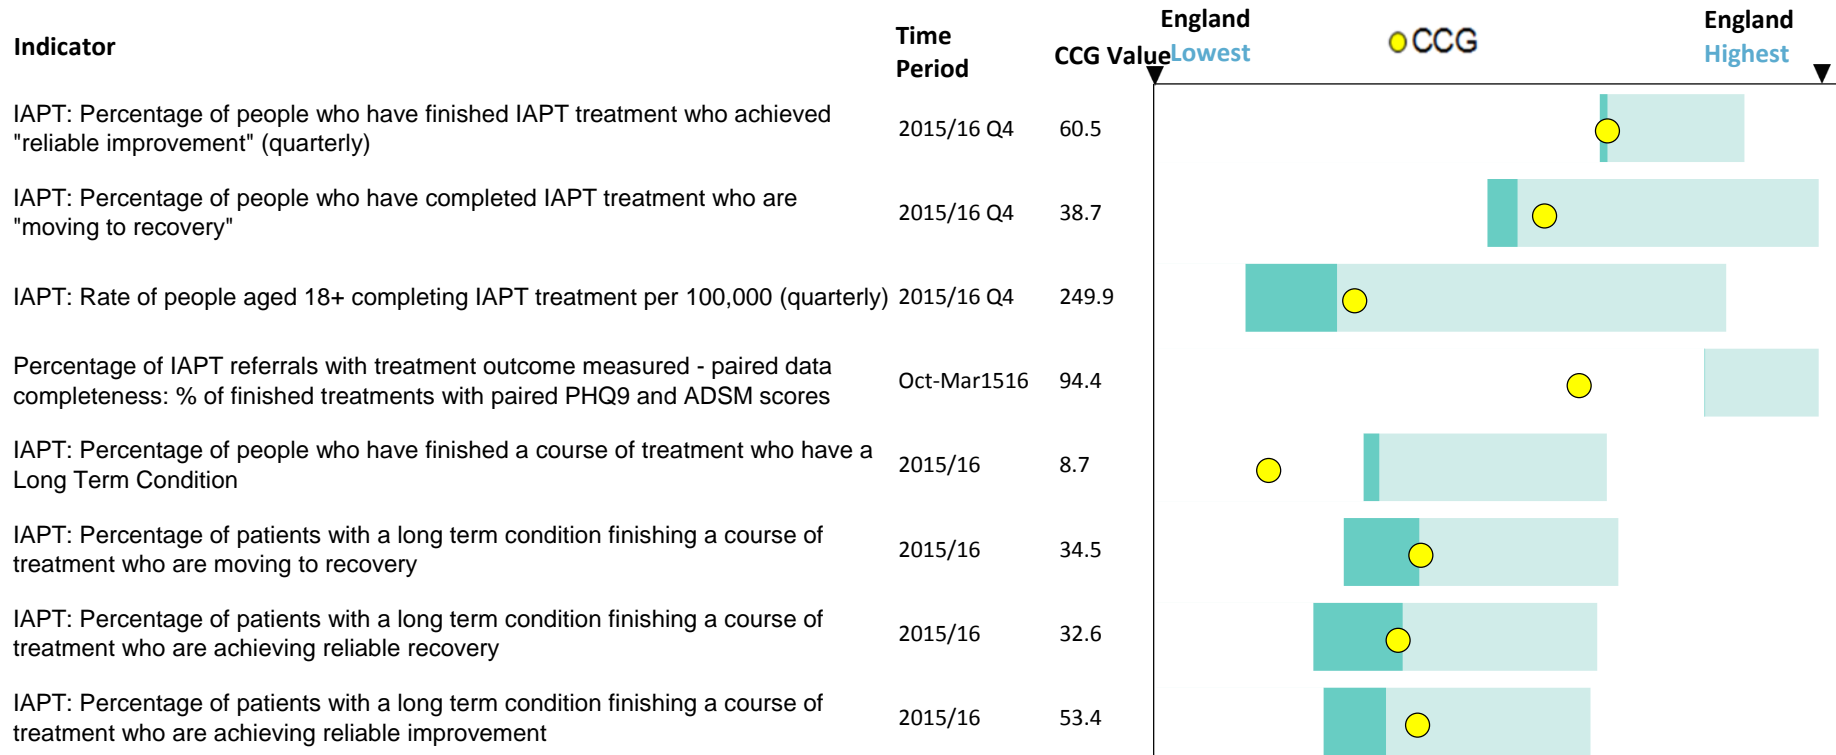 Indicator
Time
Period
CCG Value
England
Lowest
CCG
England
Highest
IAPT: Percentage of people who have finished IAPT treatment who achieved
"reliable improvement" (quarterly)
2015/16 Q4
60.5
IAPT: Percentage of people who have completed IAPT treatment who are
"moving to recovery"
2015/16 Q4
38.7
IAPT: Rate of people aged 18+ completing IAPT treatment per 100,000 (quarterly)
2015/16 Q4
249.9
Percentage of IAPT referrals with treatment outcome measured - paired data
completeness: % of finished treatments with paired PHQ9 and ADSM scores
Oct-Mar1516
94.4
IAPT: Percentage of people who have finished a course of treatment who have a
Long Term Condition
2015/16
8.7
IAPT: Percentage of patients with a long term condition finishing a course of
treatment who are moving to recovery
2015/16
34.5
IAPT: Percentage of patients with a long term condition finishing a course of
treatment who are achieving reliable recovery
2015/16
32.6
IAPT: Percentage of patients with a long term condition finishing a course of
treatment who are achieving reliable improvement
2015/16
53.4